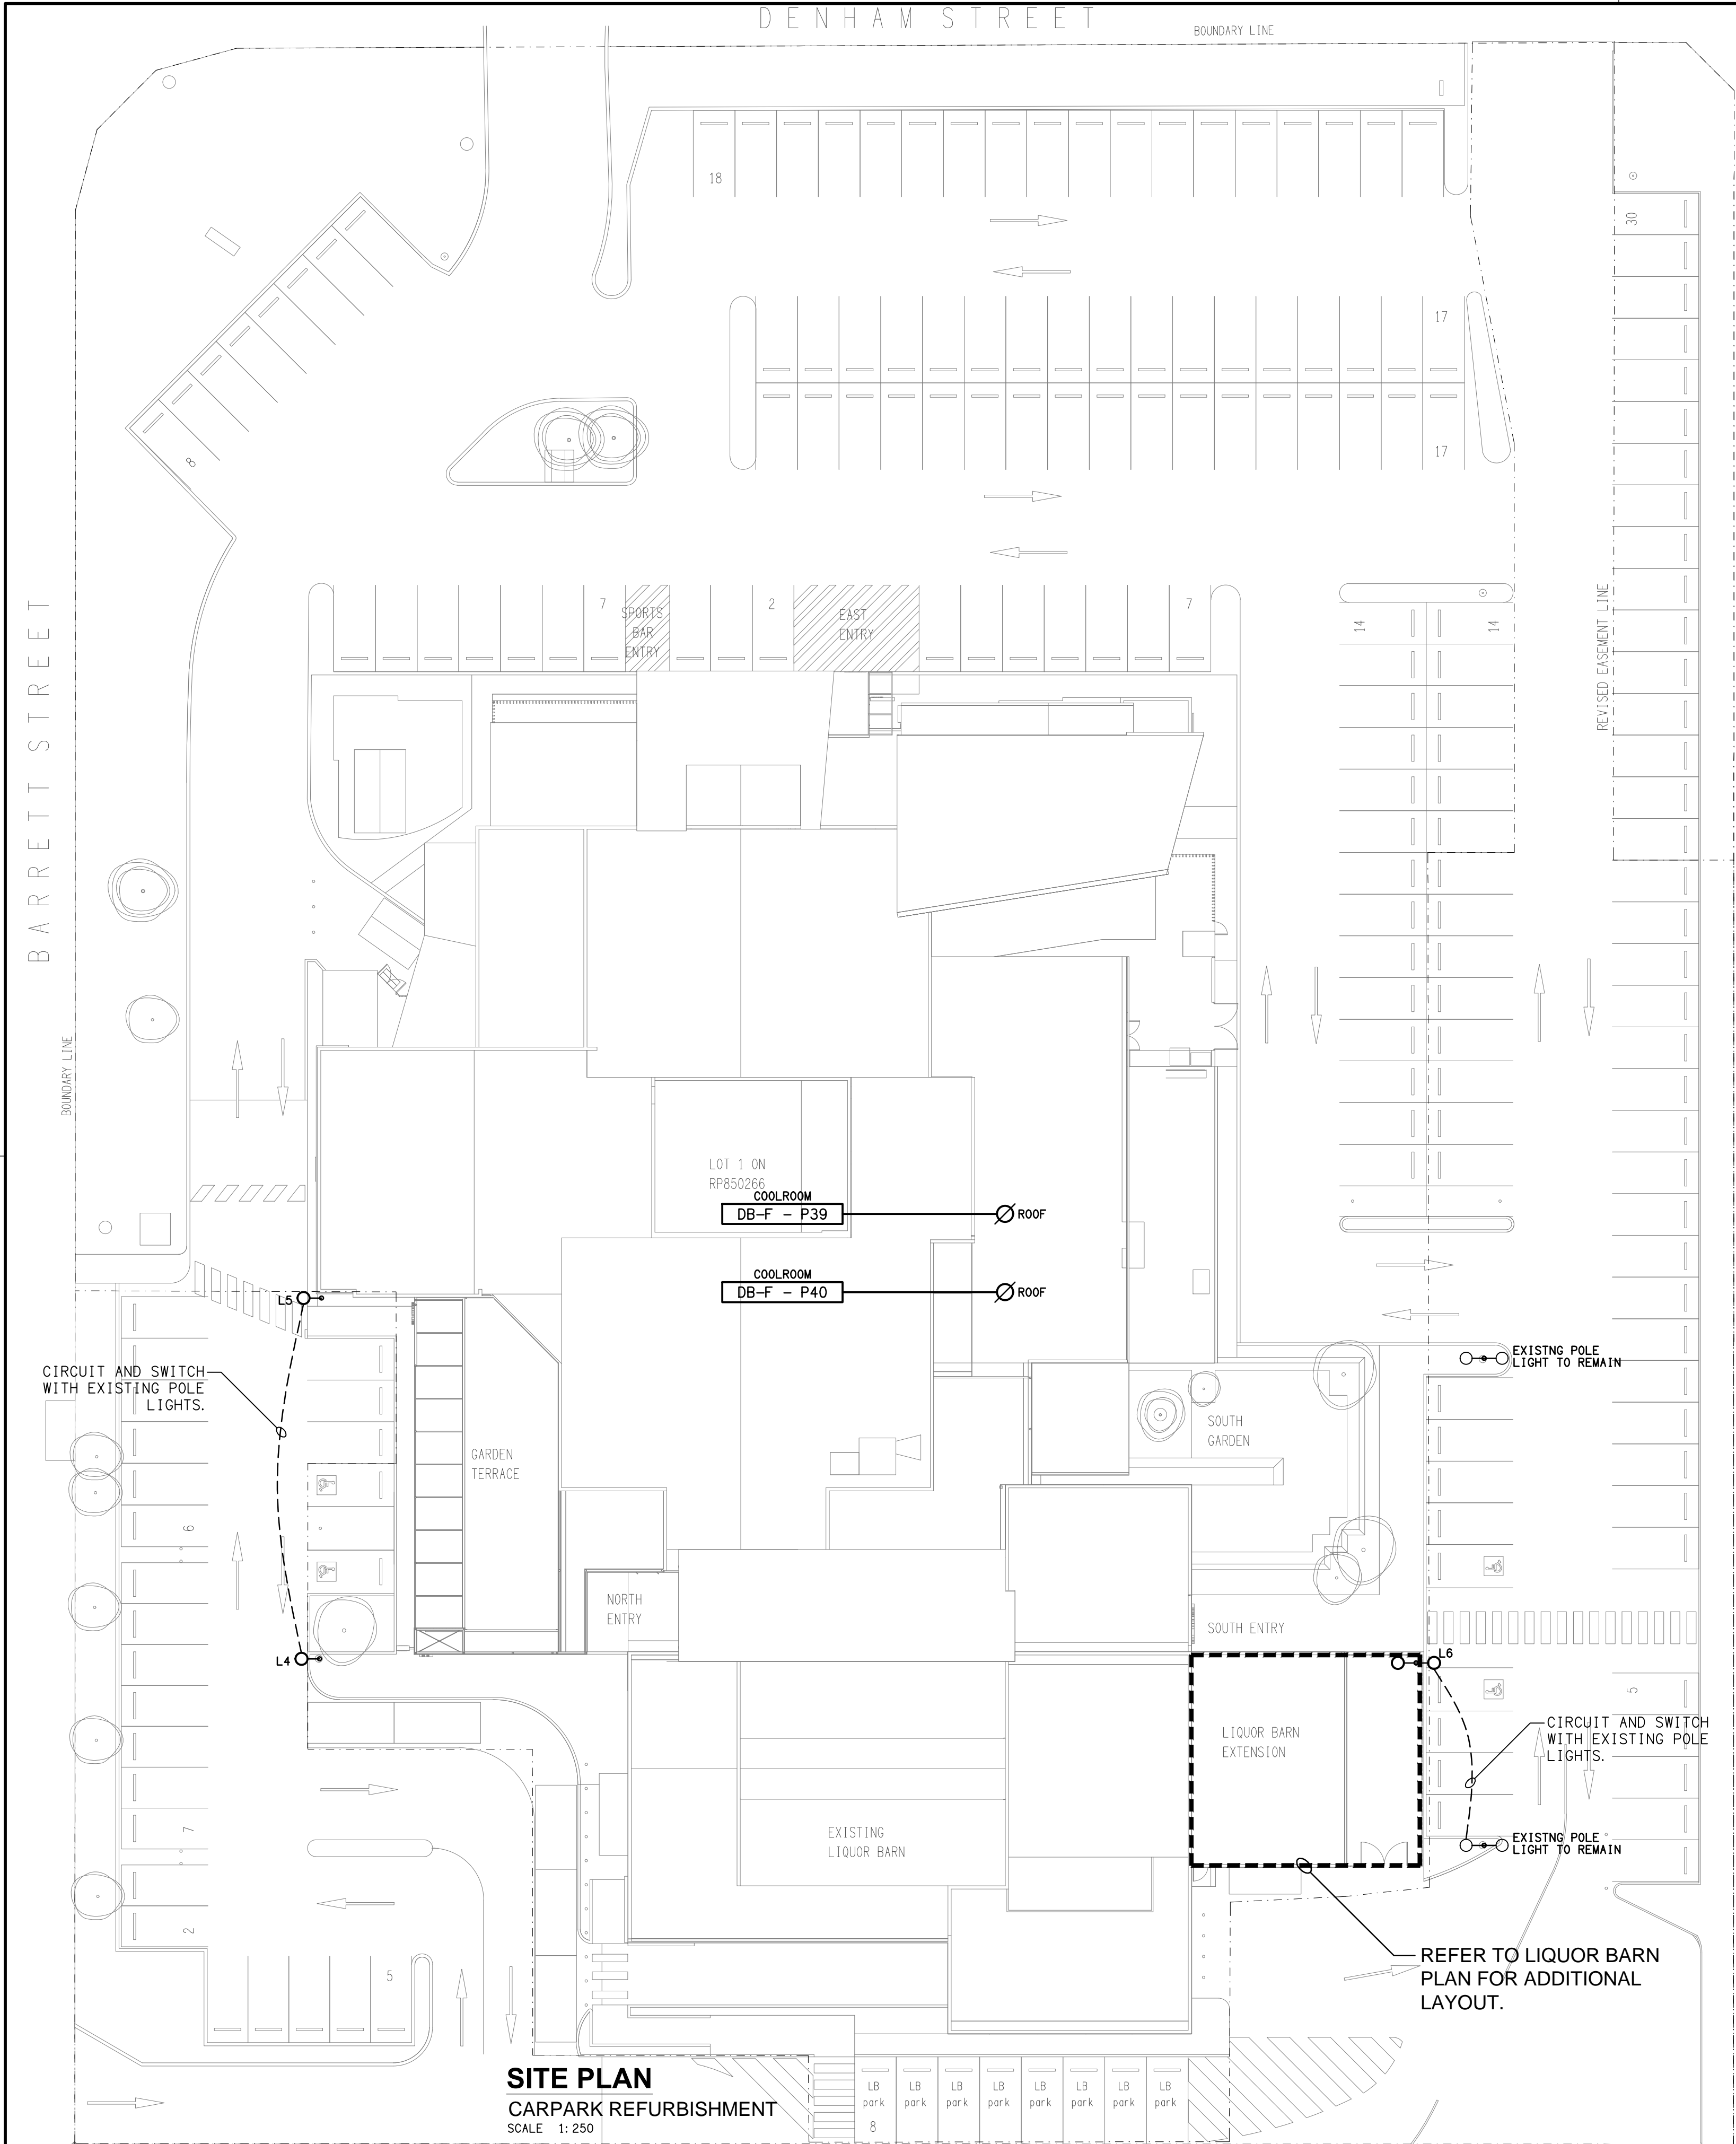 DENHAM STREET
BOUNDARY LINE
18
30
17
8
17
BARRETT STREET
7
SPORTS
BAR
ENTRY
2
EAST
ENTRY
7
14
14
REVISED EASEMENT LINE
BOUNDARY LINE
LOT 1 ON
RP850266
COOLROOM
DB-F - P39
ROOF
COOLROOM
DB-F - P40
ROOF
L5
CIRCUIT AND SWITCH
WITH EXISTING POLE
LIGHTS.
EXISTNG POLE
LIGHT TO REMAIN
GARDEN
TERRACE
SOUTH
GARDEN
6
NORTH
ENTRY
SOUTH ENTRY
L4
L6
5
LIQUOR BARN
EXTENSION
CIRCUIT AND SWITCH
WITH EXISTING POLE
LIGHTS.
7
EXISTING
LIQUOR BARN
EXISTNG POLE
LIGHT TO REMAIN
2
5
REFER TO LIQUOR BARN
PLAN FOR ADDITIONAL
LAYOUT.
SITE PLAN
CARPARK REFURBISHMENT
SCALE 1:250
LB LB LB LB LB LB LB LB
park park park park park park park park
8